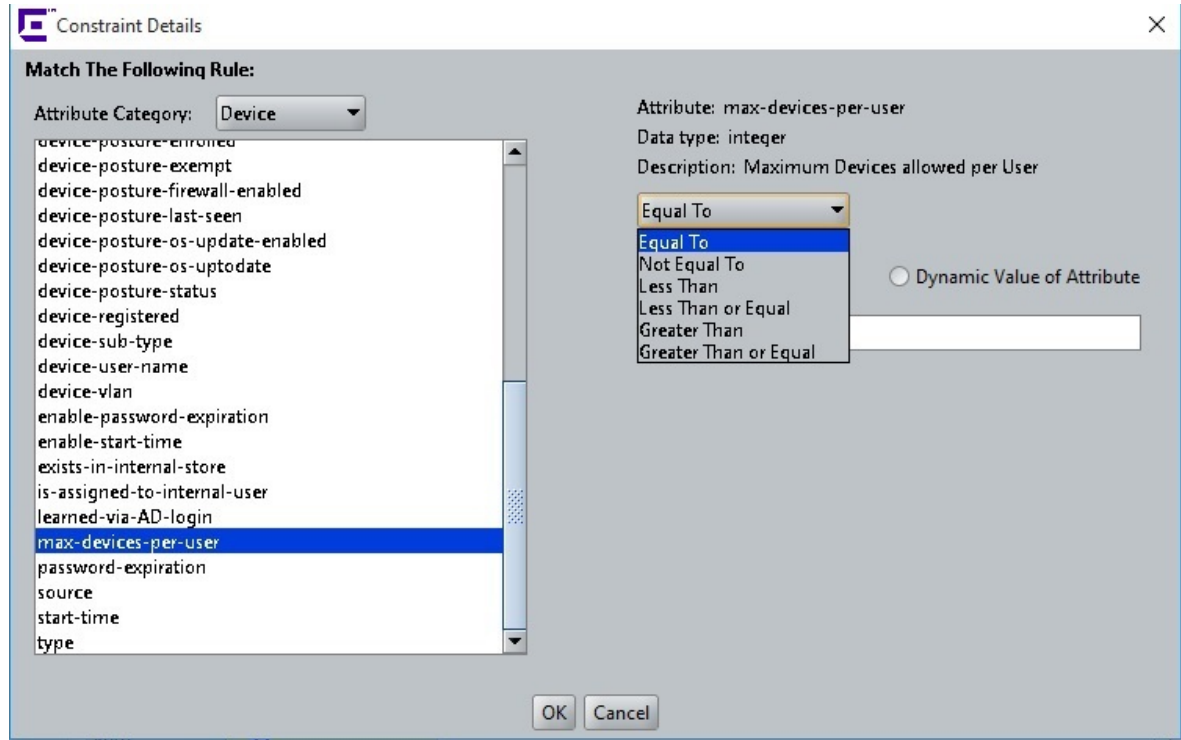 Constraint Details
Match The Following Rule:
Attribute Category: Device
device-posture-enrolled
device-posture-exempt
device-posture-firewall-enabled
device-posture-last-seen
device-posture-os-update-enabled
device-posture-os-uptodate
device-posture-status
device-registered
device-sub-type
device-user-name
device-vlan
enable-password-expiration
enable-start-time
exists-in-internal-store
is-assigned-to-internal-user
learned-via-AD-login
max-devices-per-user
password-expiration
source
start-time
type
Attribute: max-devices-per-user
Data type: integer
Description: Maximum Devices allowed per User
Equal To
Equal To
Not Equal To
Less Than
Less Than or Equal
Greater Than
Greater Than or Equal
Dynamic Value of Attribute
OK Cancel